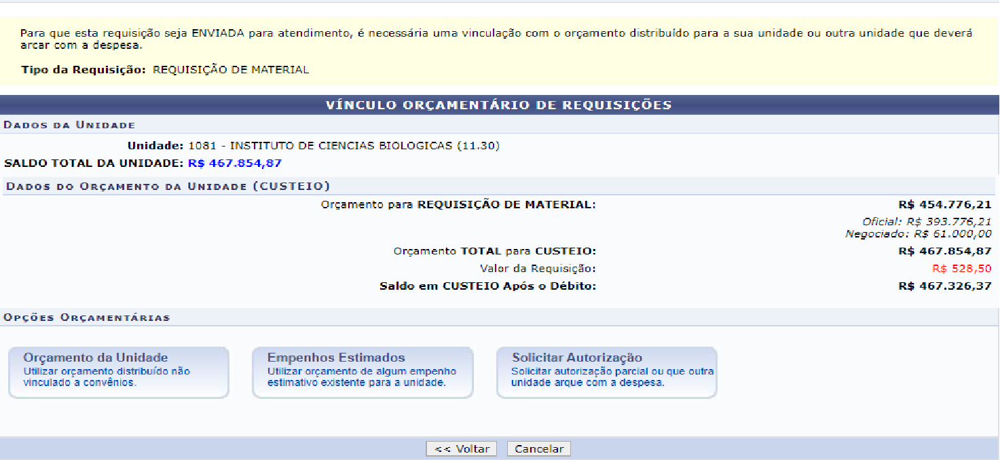 Para que esta requisição seja ENVIADA para atendimento, é necessária uma vinculação com o orçamento distribuído para a sua unidade ou outra unidade que deverá
arcar com a despesa.
Tipo da Requisição: REQUISIÇÃO DE MATERIAL
VÍNCULO ORÇAMENTÁRIO DE REQUISIÇÕES
DADOS DA UNIDADE
Unidade: 1081 - INSTITUTO DE CIENCIAS BIOLOGICAS (11.30)
SALDO TOTAL DA UNIDADE: R$ 467.854,87
DADOS DO ORÇAMENTO DA UNIDADE (CUSTEIO)
Orçamento para REQUISIÇÃO DE MATERIAL: R$ 454.776,21
Oficial: R$ 393.776,21
Negociado: R$ 61.000,00
Orçamento TOTAL para CUSTEIO: R$ 467.854,87
Valor da Requisição: R$ 528,50
Saldo em CUSTEIO Após o Débito: R$ 467.326,37
OPÇÕES ORÇAMENTÁRIAS
Orçamento da Unidade
Utilizar orçamento distribuído não
vinculado a convênios.
Empenhos Estimados
Utilizar orçamento de algum empenho
estimativo existente para a unidade.
Solicitar Autorização
Solicitar autorização parcial ou que outra
unidade arque com a despesa.
<< Voltar Cancelar